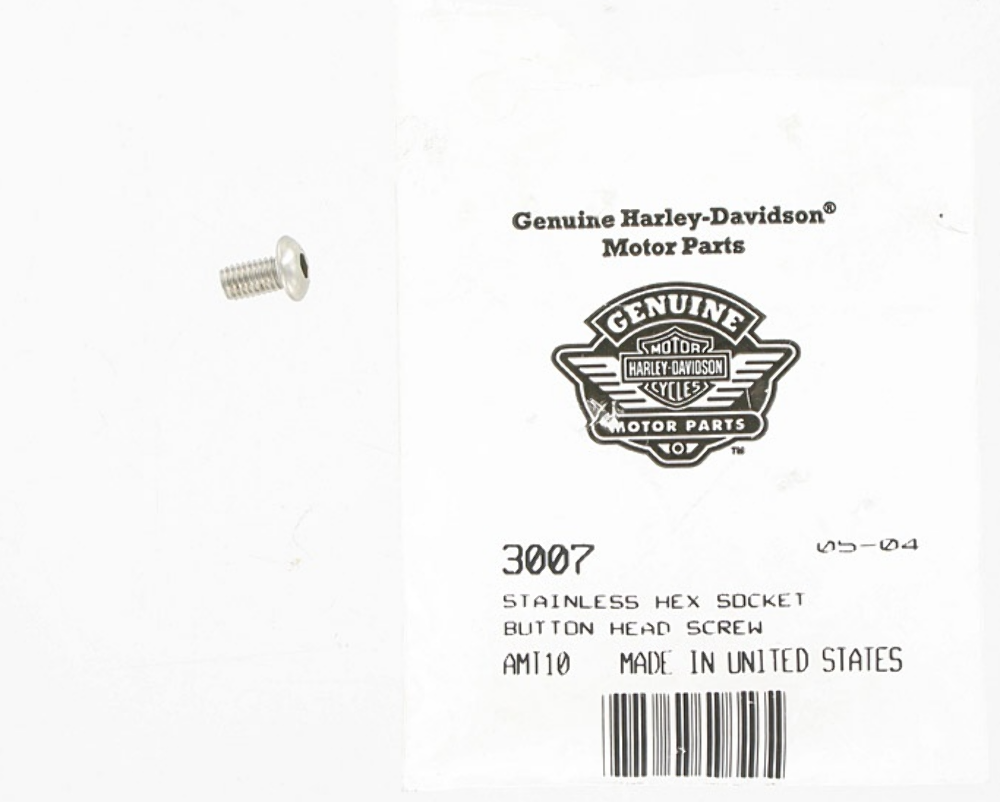 Genuine Harley-Davidson®
Motor Parts
GENUINE
MOTOR
HARLEY-DAVIDSON
CYCLES
MOTOR PARTS
TM
3007
05-04
STAINLESS HEX SOCKET
BUTTON HEAD SCREW
AMT10 MADE IN UNITED STATES